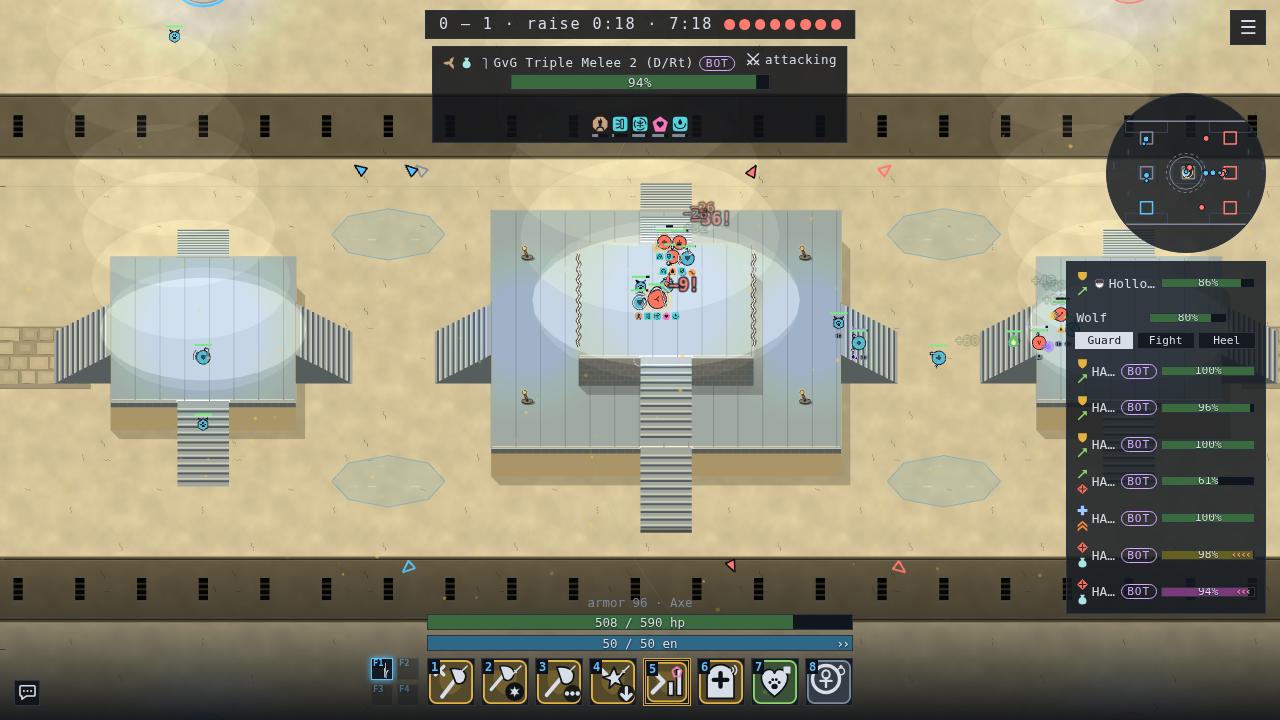 0 – 1 · raise 0:18 · 7:18
GvG Triple Melee 2 (D/Rt) BOT attacking
94%
-36!
-9!
+80
Hollo… 86%
Wolf 80%
Guard Fight Heel
HA… BOT 100%
HA… BOT 96%
HA… BOT 100%
HA… BOT 61%
HA… BOT 100%
HA… BOT 98% ‹‹‹‹
HA… BOT 94% ‹‹‹
armor 96 · Axe
508 / 590 hp
50 / 50 en ››
F1 F2
F3 F4
1 2 3 4 5 6 7 8